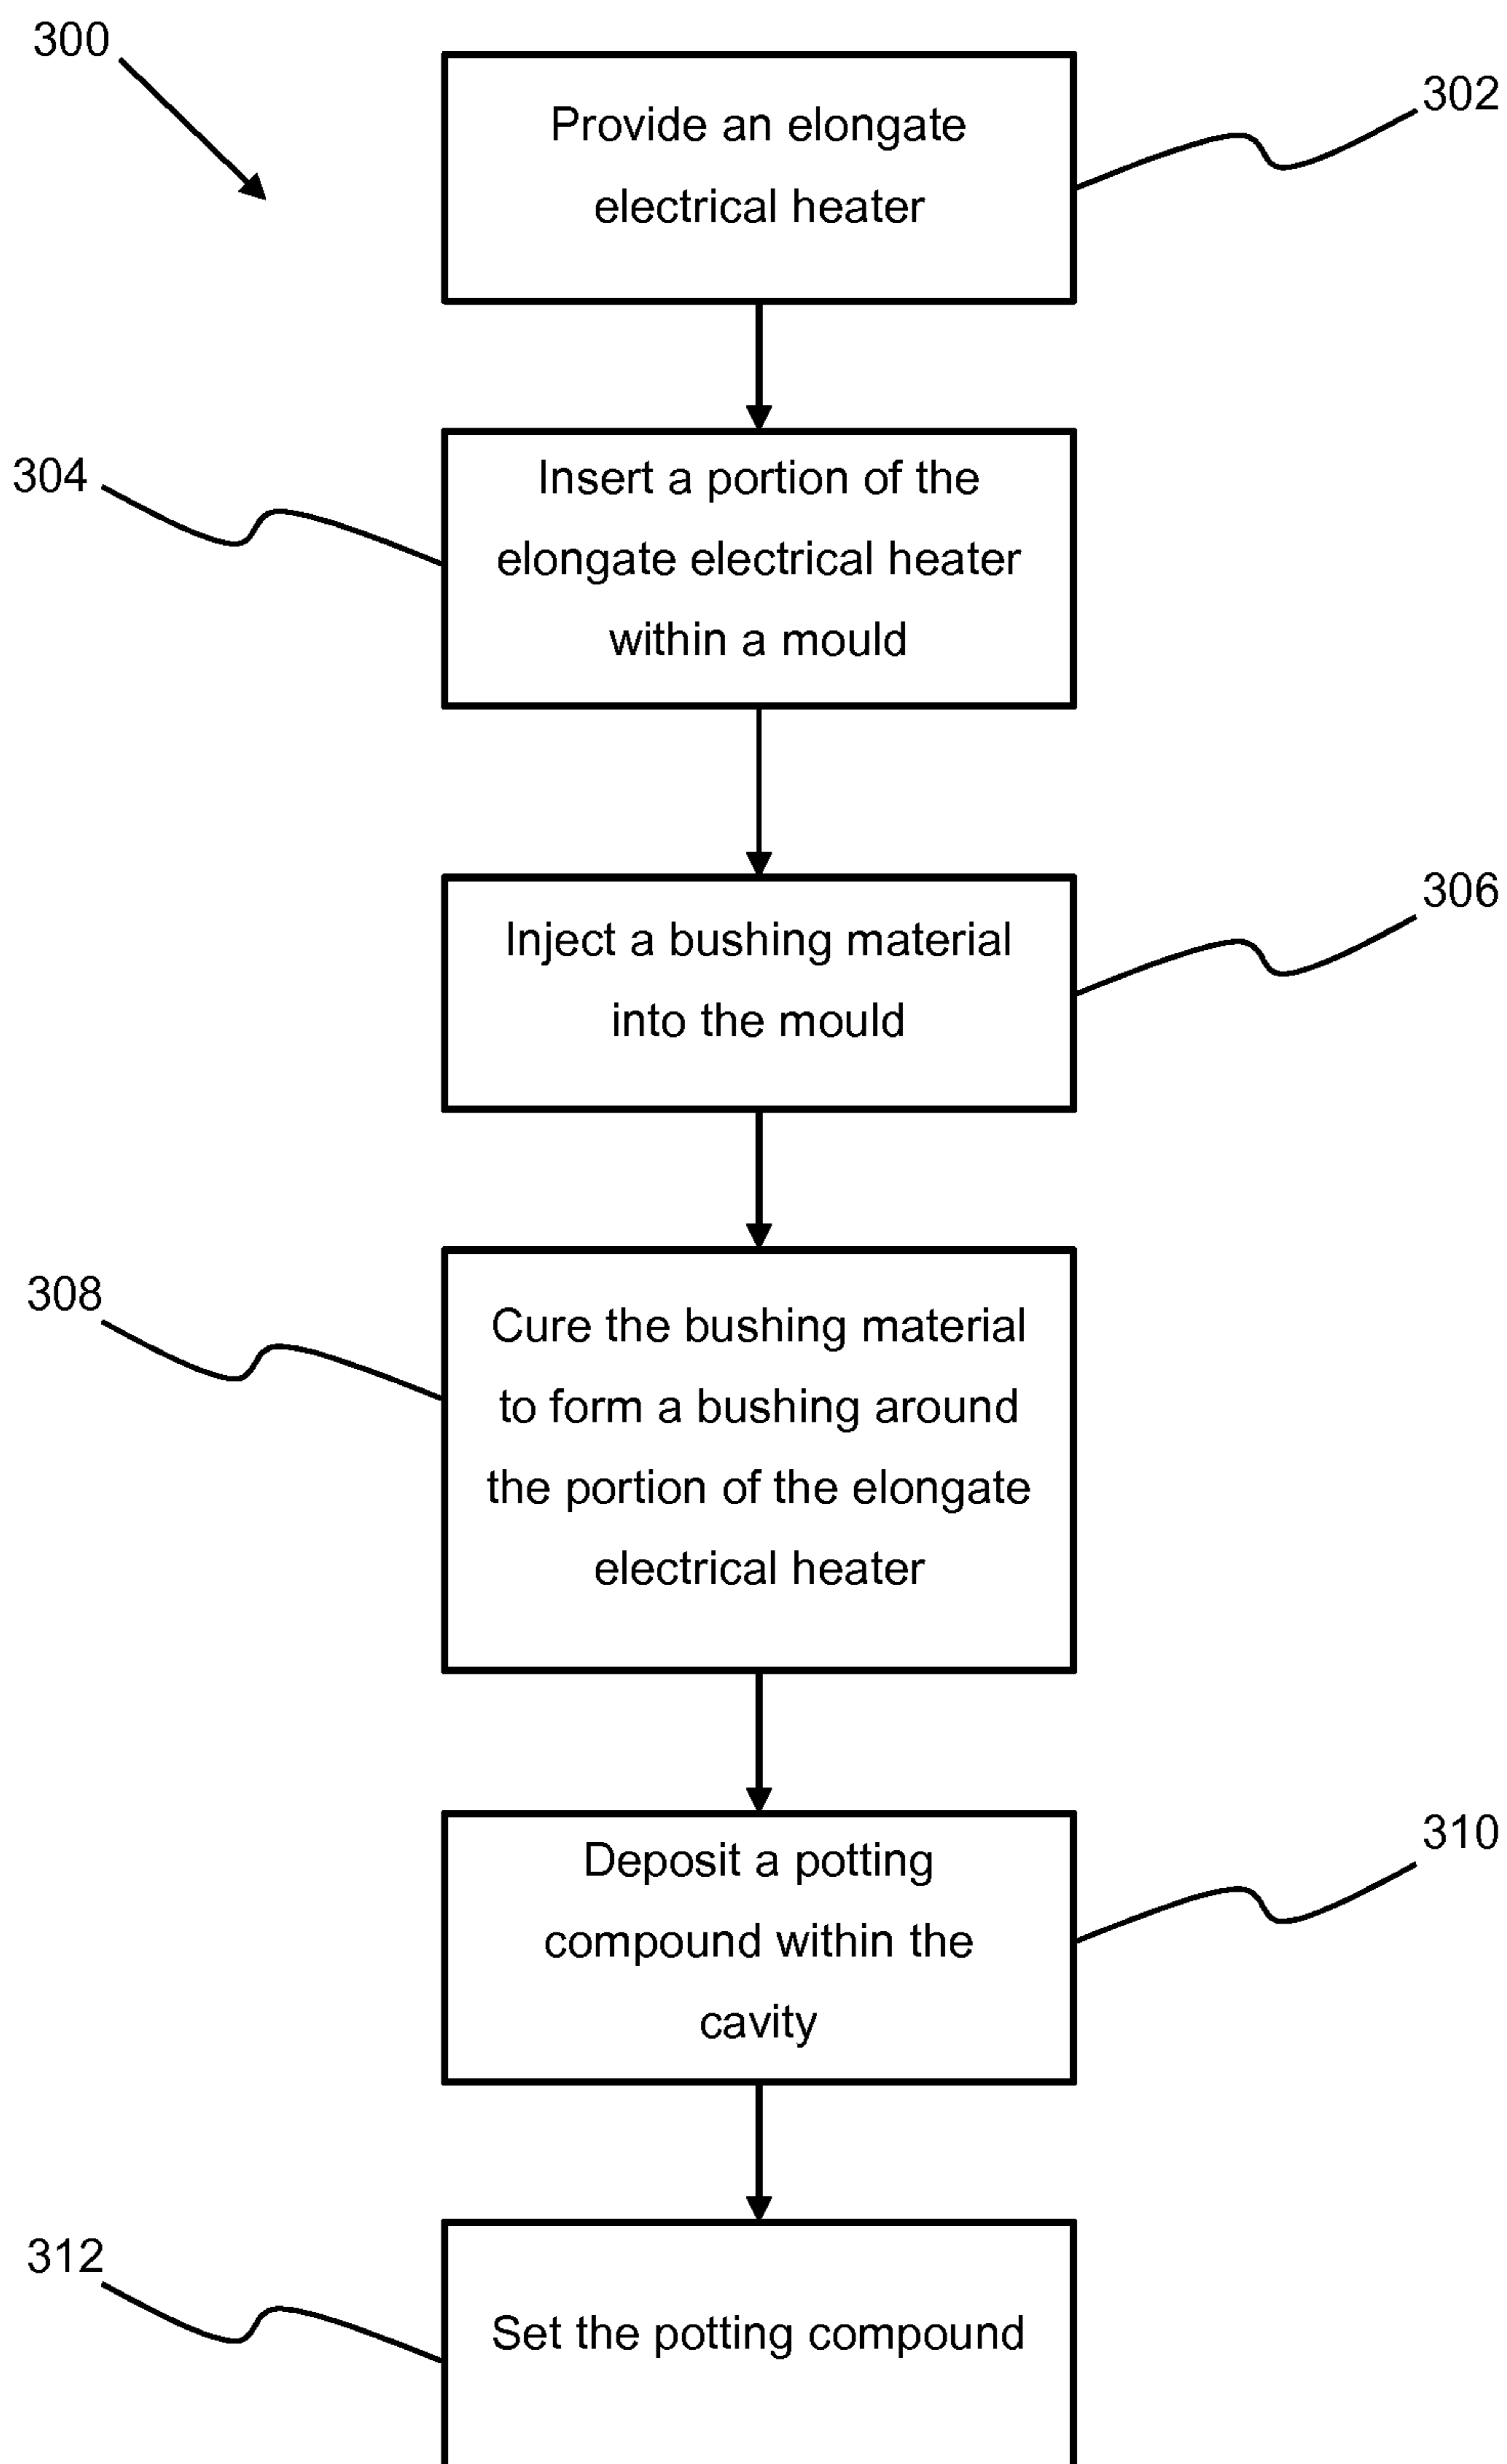 300
302
Provide an elongate
electrical heater
304
Insert a portion of the
elongate electrical heater
within a mould
306
Inject a bushing material
into the mould
308
Cure the bushing material
to form a bushing around
the portion of the elongate
electrical heater
310
Deposit a potting
compound within the
cavity
312
Set the potting compound